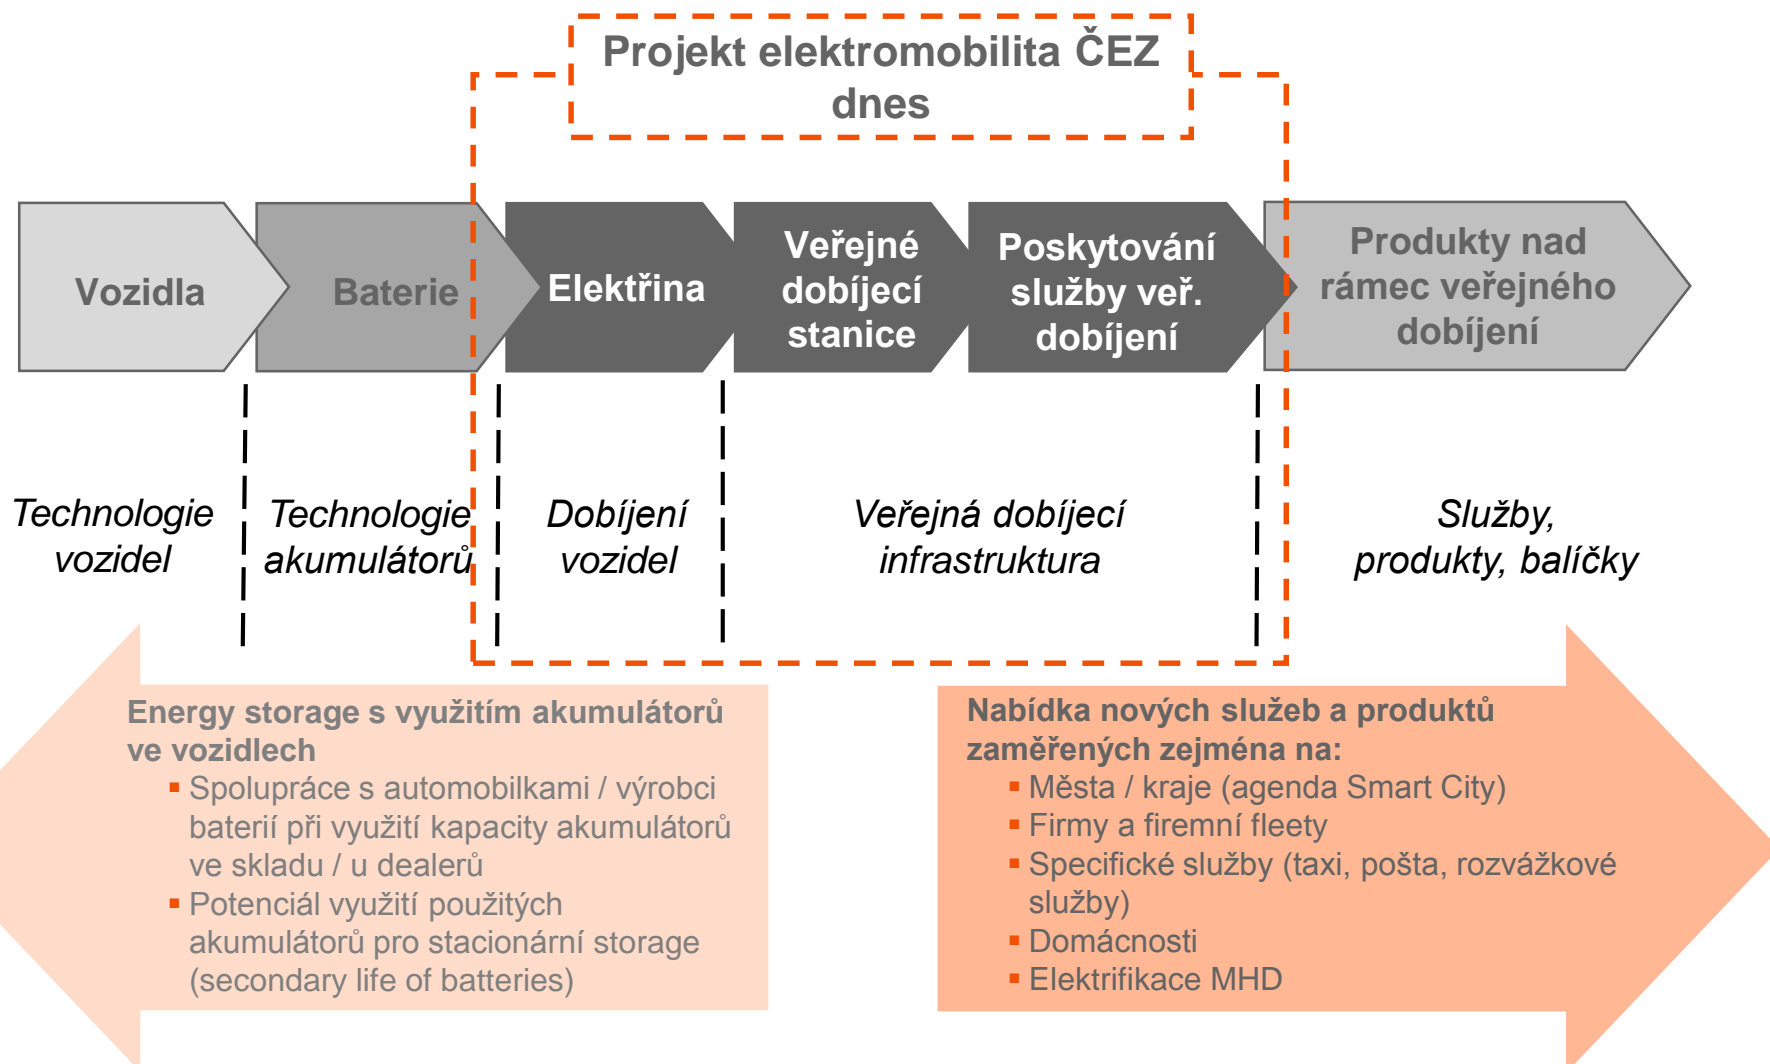 Projekt elektromobilita ČEZ
dnes
Vozidla
Baterie
Elektřina
Veřejné
dobíjecí
stanice
Poskytování
služby veř.
dobíjení
Produkty nad
rámec veřejného
dobíjení
Technologie
vozidel
Technologie
akumulátorů
Dobíjení
vozidel
Veřejná dobíjecí
infrastruktura
Služby,
produkty, balíčky
Energy storage s využitím akumulátorů
ve vozidlech
Spolupráce s automobilkami / výrobci
baterií při využití kapacity akumulátorů
ve skladu / u dealerů
Potenciál využití použitých
akumulátorů pro stacionární storage
(secondary life of batteries)
Nabídka nových služeb a produktů
zaměřených zejména na:
Města / kraje (agenda Smart City)
Firmy a firemní fleety
Specifické služby (taxi, pošta, rozvážkové
služby)
Domácnosti
Elektrifikace MHD